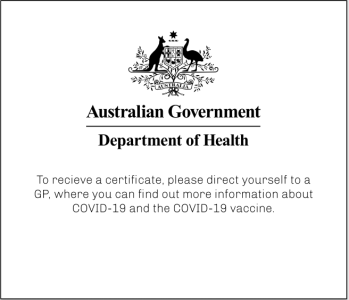 AUSTRALIA
Australian Government
Department of Health
To recieve a certificate, please direct yourself to a
GP, where you can find out more information about
COVID-19 and the COVID-19 vaccine.